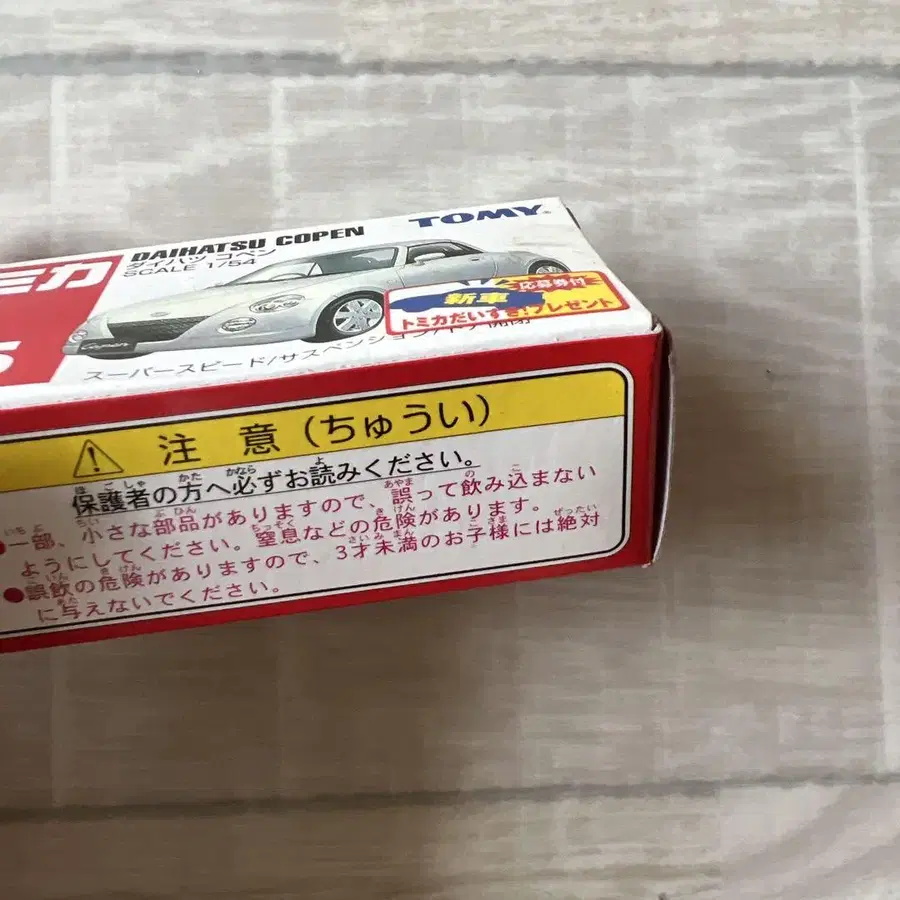 TOMY
ミカ
DAIHATSU COPEN
ダイハツ コペン
SCALE 1/54
応募券付
新車
トミカだいすき!プレゼント
スーパースピード/サスペンション/ドア開閉
5
注 意 (ちゅうい)
保護者の方へ必ずお読みください。
●一部、小さな部品がありますので、誤って飲み込まない
ようにしてください。窒息などの危険があります。
●誤飲の危険がありますので、3才未満のお子様には絶対
に与えないでください。